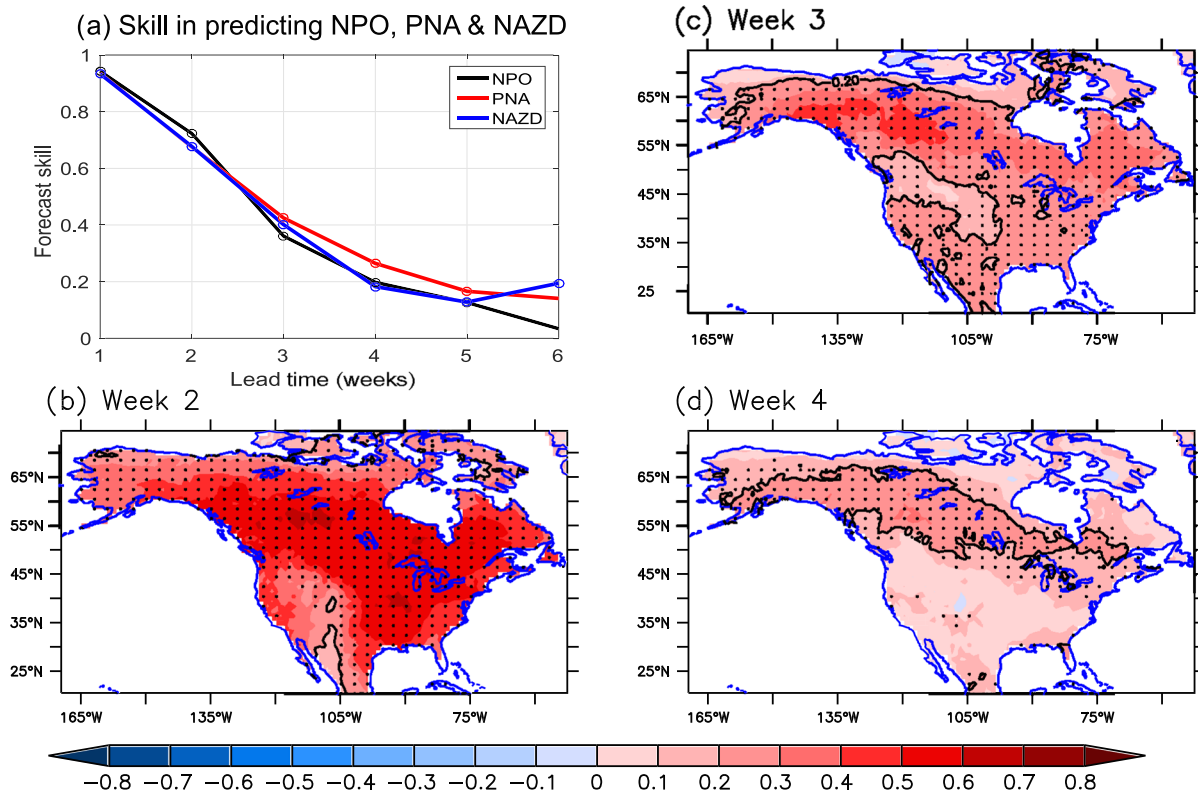 (a) Skill in predicting NPO, PNA & NAZD
1
0.8
0.6
0.4
0.2
0
Forecast skill
NPO
PNA
NAZD
1 2 3 4 5 6
Lead time (weeks)
(c) Week 3
65°N
55°N
45°N
35°N
25
0.20
165°W 135°W 105°W 75°W
(b) Week 2
65°N
55°N
45°N
35°N
25°N
165°W 135°W 105°W 75°W
(d) Week 4
65°N
55°N
45°N
35°N
25°N
0.20
165°W 135°W 105°W 75°W
−0.8 −0.7 −0.6 −0.5 −0.4 −0.3 −0.2 −0.1 0 0.1 0.2 0.3 0.4 0.5 0.6 0.7 0.8